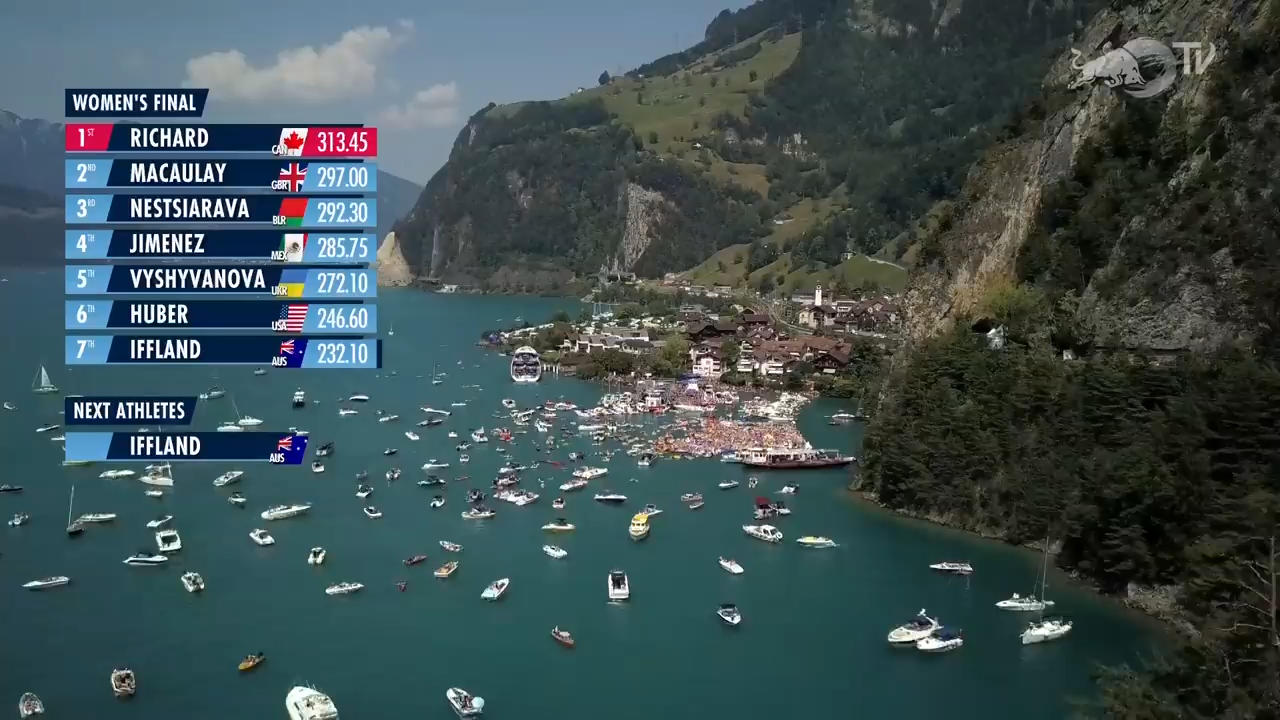 TV
WOMEN'S FINAL
1ST RICHARD CAN 313.45
2ND MACAULAY GBR 297.00
3RD NESTSIARAVA BLR 292.30
4TH JIMENEZ MEX 285.75
5TH VYSHYVANOVA UKR 272.10
6TH HUBER USA 246.60
7TH IFFLAND AUS 232.10
NEXT ATHLETES
IFFLAND AUS